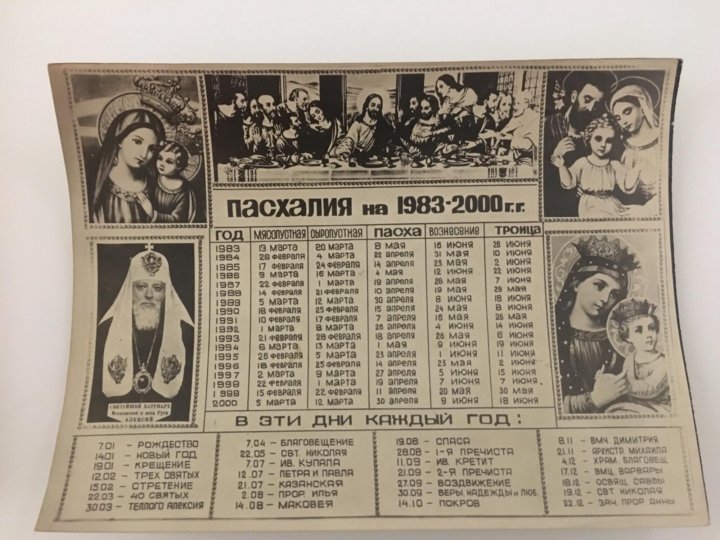 ПАСХАЛИЯ на 1983-2000 г.г.
ГОД МЯСОПУСТНАЯ СЫРОПУСТНАЯ ПАСХА ВОЗНЕСЕНИЕ ТРОИЦА
1983 13 МАРТА 20 МАРТА 8 МАЯ 16 ИЮНЯ 26 ИЮНЯ
1984 26 ФЕВРАЛЯ 4 МАРТА 22 АПРЕЛЯ 31 МАЯ 10 ИЮНЯ
1985 17 ФЕВРАЛЯ 24 ФЕВРАЛЯ 14 АПРЕЛЯ 23 МАЯ 2 ИЮНЯ
1986 9 МАРТА 16 МАРТА 4 МАЯ 12 ИЮНЯ 22 ИЮНЯ
1987 22 ФЕВРАЛЯ 1 МАРТА 19 АПРЕЛЯ 28 МАЯ 7 ИЮНЯ
1988 14 ФЕВРАЛЯ 21 ФЕВРАЛЯ 10 АПРЕЛЯ 19 МАЯ 29 МАЯ
1989 5 МАРТА 12 МАРТА 30 АПРЕЛЯ 8 ИЮНЯ 18 ИЮНЯ
1990 18 ФЕВРАЛЯ 25 ФЕВРАЛЯ 15 АПРЕЛЯ 24 МАЯ 3 ИЮНЯ
1991 10 ФЕВРАЛЯ 17 ФЕВРАЛЯ 7 АПРЕЛЯ 16 МАЯ 26 МАЯ
1992 1 МАРТА 8 МАРТА 26 АПРЕЛЯ 4 ИЮНЯ 14 ИЮНЯ
1993 21 ФЕВРАЛЯ 28 ФЕВРАЛЯ 18 АПРЕЛЯ 26 МАЯ 6 ИЮНЯ
1994 6 МАРТА 13 МАРТА 1 МАЯ 9 ИЮНЯ 19 ИЮНЯ
1995 26 ФЕВРАЛЯ 5 МАРТА 23 АПРЕЛЯ 1 ИЮНЯ 11 ИЮНЯ
1996 18 ФЕВРАЛЯ 25 ФЕВРАЛЯ 14 АПРЕЛЯ 23 МАЯ 2 ИЮНЯ
1997 2 МАРТА 9 МАРТА 27 АПРЕЛЯ 5 ИЮНЯ 15 ИЮНЯ
1998 22 ФЕВРАЛЯ 1 МАРТА 19 АПРЕЛЯ 7 ИЮНЯ 7 ИЮНЯ
1999 15 ФЕВРАЛЯ 22 ФЕВРАЛЯ 11 АПРЕЛЯ 20 МАЯ 30 МАЯ
2000 5 МАРТА 12 МАРТА 30 АПРЕЛЯ 9 ИЮНЯ 18 ИЮНЯ
СВЯТЕЙШИЙ ПАТРИАРХ
Московский и всея Руси
АЛЕКСИЙ
В ЭТИ ДНИ КАЖДЫЙ ГОД:
7.01 - РОЖДЕСТВО
14.01 - НОВЫЙ ГОД
19.01 - КРЕЩЕНИЕ
12.02 - ТРЕХ СВЯТЫХ
15.02 - СТРЕТЕНИЕ
22.03 - 40 СВЯТЫХ
30.03 - ТЕПЛОГО АЛЕКСИЯ
7.04 - БЛАГОВЕЩЕНИЕ
22.05 - СВТ. НИКОЛАЯ
7.07 - ИВ. КУПАЛА
12.07 - ПЕТРА И ПАВЛА
21.07 - КАЗАНСКАЯ
2.08 - ПРОР. ИЛЬЯ
14.08 - МАКОВЕЯ
19.08 - СПАСА
28.08 - 1-Я ПРЕЧИСТА
11.09 - ИВ. КРЕТИТ
21.09 - 2-Я ПРЕЧИСТА
27.09 - ВОЗДВИЖЕНИЕ
30.09 - ВЕРЫ, НАДЕЖДЫ И ЛЮБ.
14.10 - ПОКРОВ
8.11 - ВМЧ. ДИМИТРИЯ
21.11 - АРХИСТР МИХАИЛА
4.12 - ХРАМ. БЛАГОВЕЩ
17.12 - ВМЦ. ВАРВАРЫ
18.12 - ОСВЯЩ. САВВЫ
19.12 - СВТ. НИКОЛАЯ
22.12 - ЗАЧ. ПРОР АННЫ